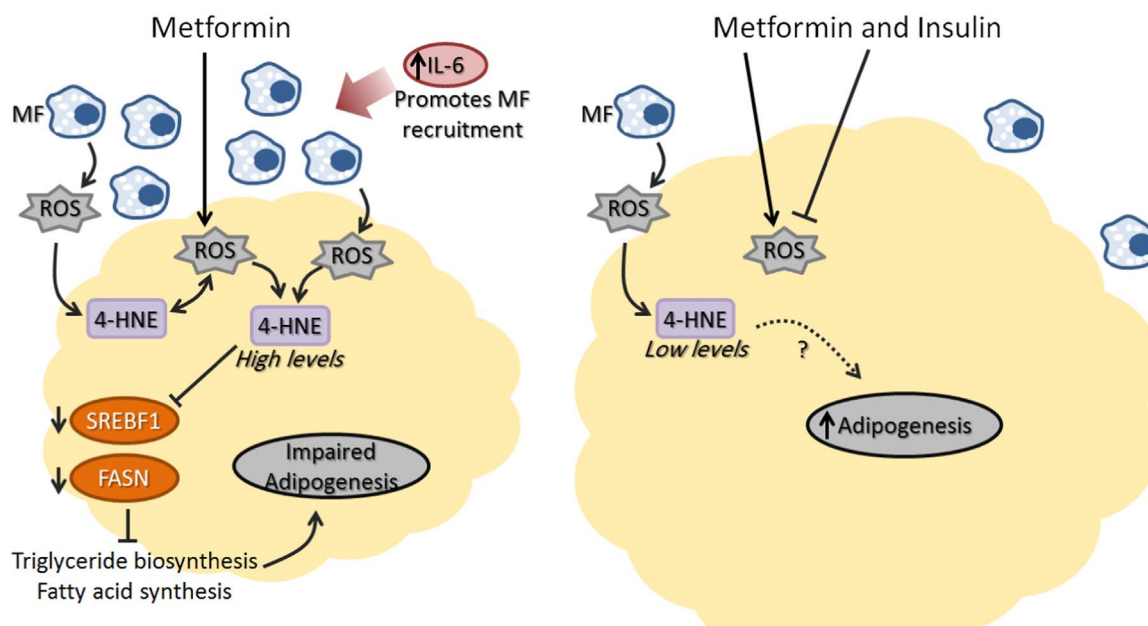 Metformin
↑IL-6
Promotes MF
recruitment
MF
ROS
ROS
ROS
4-HNE
4-HNE
High levels
↓ SREBF1
↓ FASN
Impaired
Adipogenesis
Triglyceride biosynthesis
Fatty acid synthesis
Metformin and Insulin
MF
ROS
ROS
4-HNE
Low levels
?
↑Adipogenesis